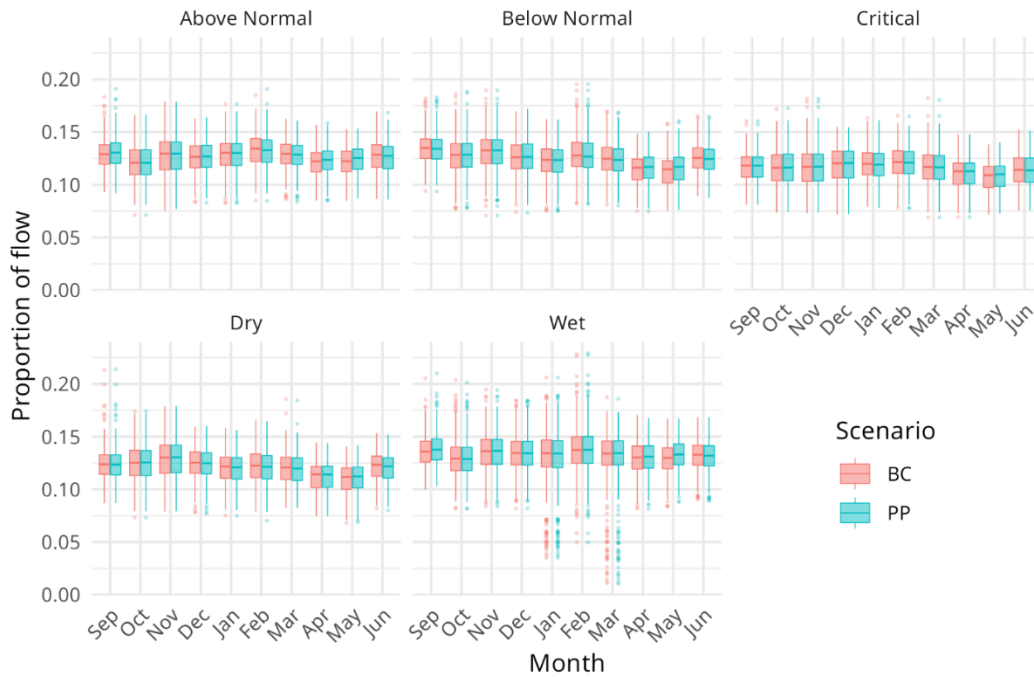 Above Normal Below Normal Critical
0.20
0.15
0.10
0.05
0.00
Sep Oct Nov Dec Jan Feb Mar Apr May Jun
Dry Wet
0.20
0.15
0.10
0.05
0.00
Sep Oct Nov Dec Jan Feb Mar Apr May Jun Sep Oct Nov Dec Jan Feb Mar Apr May Jun
Proportion of flow
Month
Scenario
BC
PP